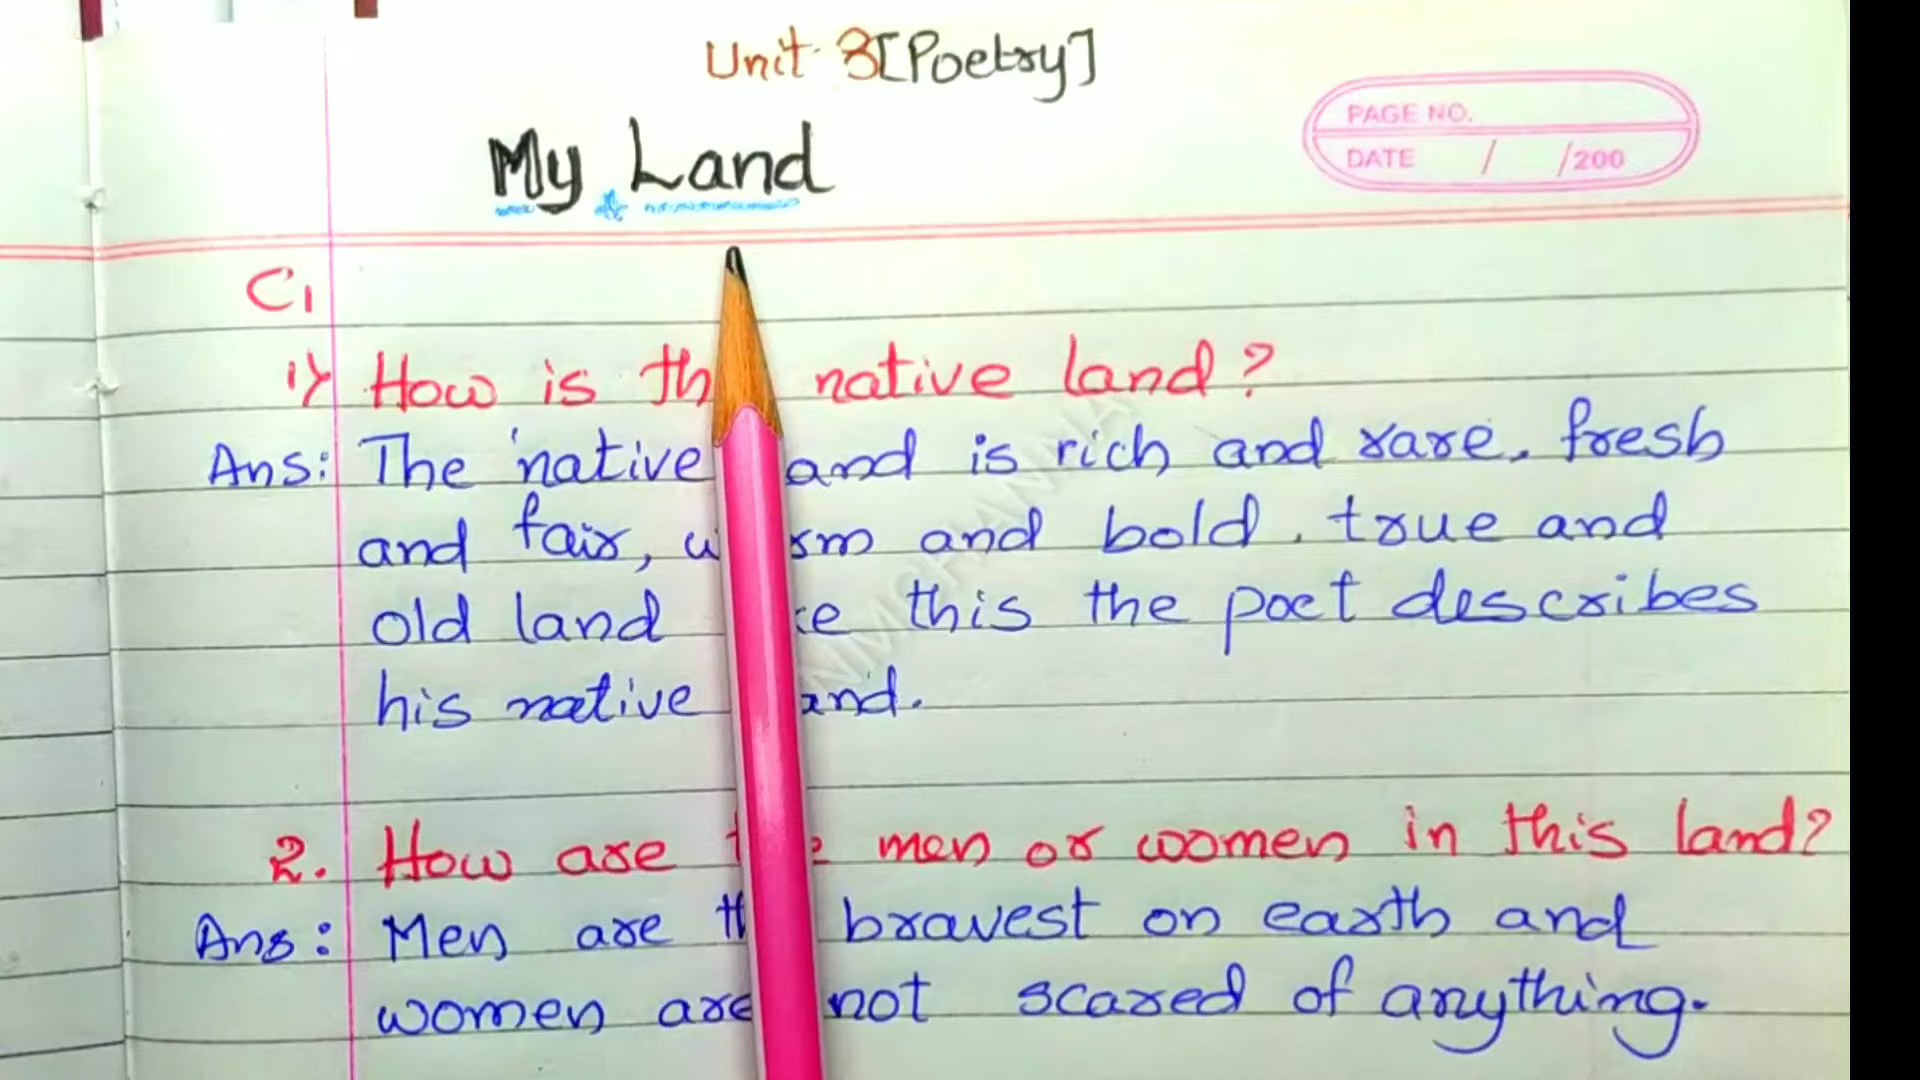 Unit 3[Poetry]
My Land
PAGE NO.
DATE / /200
C1
1) How is th native land?
Ans: The native and is rich and rare, fresh
and fair, and bold, true and
old land this the poet describes
his native and.
2. How are men or women in this land?
Ans: Men are bravest on earth and
women are not scared of anything.